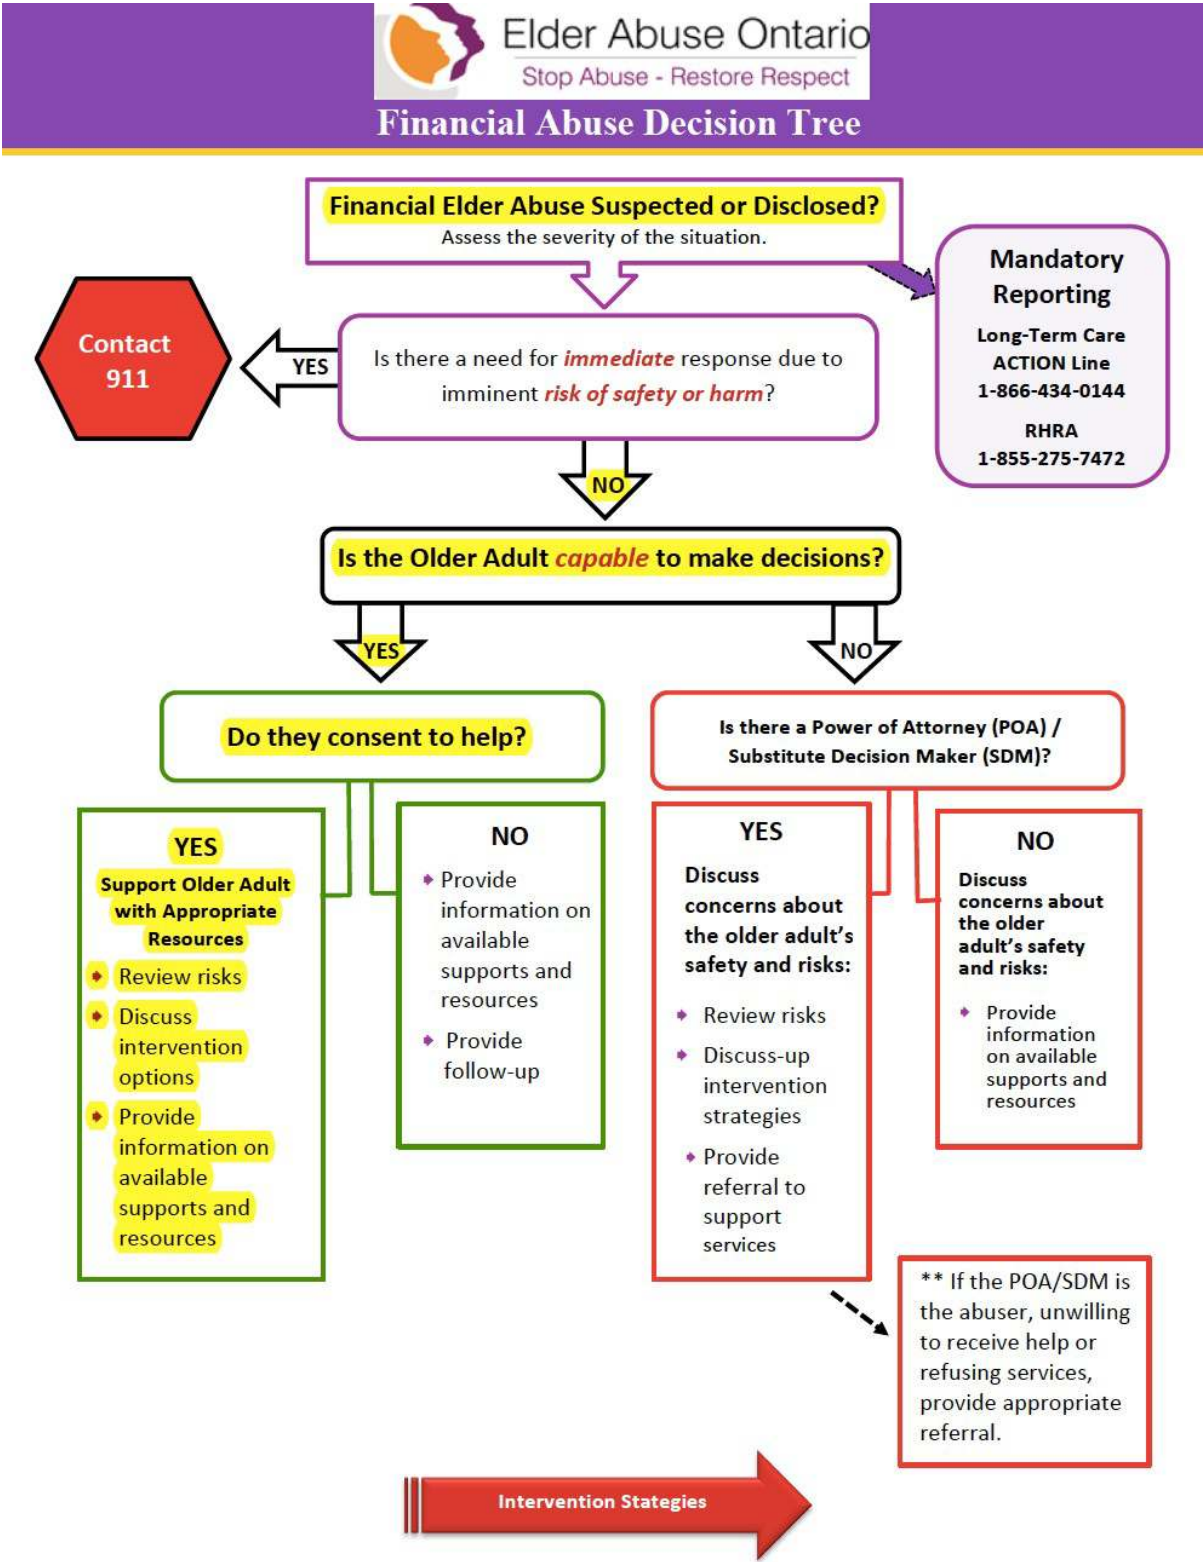 Elder Abuse Ontario
Stop Abuse - Restore Respect
Financial Abuse Decision Tree
Financial Elder Abuse Suspected or Disclosed?
Assess the severity of the situation.
Mandatory
Reporting
Long-Term Care
ACTION Line
1-866-434-0144
RHRA
1-855-275-7472
Contact
911
YES
Is there a need for immediate response due to
imminent risk of safety or harm?
NO
Is the Older Adult capable to make decisions?
YES
NO
Do they consent to help?
Is there a Power of Attorney (POA) /
Substitute Decision Maker (SDM)?
YES
Support Older Adult
with Appropriate
Resources
Review risks
Discuss
intervention
options
Provide
information on
available
supports and
resources
NO
Provide
information on
available
supports and
resources
Provide
follow-up
YES
Discuss
concerns about
the older adult's
safety and risks:
Review risks
Discuss-up
intervention
strategies
Provide
referral to
support
services
NO
Discuss
concerns about
the older
adult's safety
and risks:
Provide
information
on available
supports and
resources
** If the POA/SDM is
the abuser, unwilling
to receive help or
refusing services,
provide appropriate
referral.
Intervention Stategies